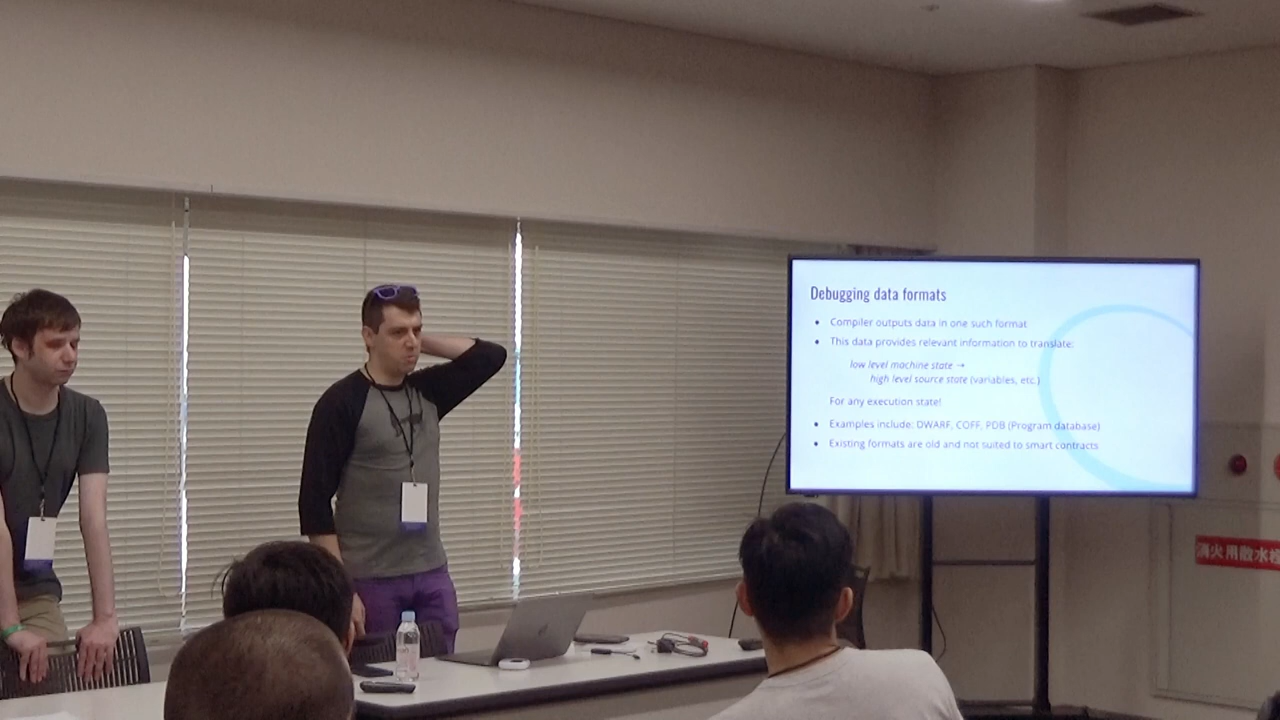 Debugging data formats
• Compiler outputs data in one such format
• This data provides relevant information to translate:
low level machine state →
high level source state (variables, etc.)
For any execution state!
• Examples include: DWARF, COFF, PDB (Program database)
• Existing formats are old and not suited to smart contracts
消火用散水栓